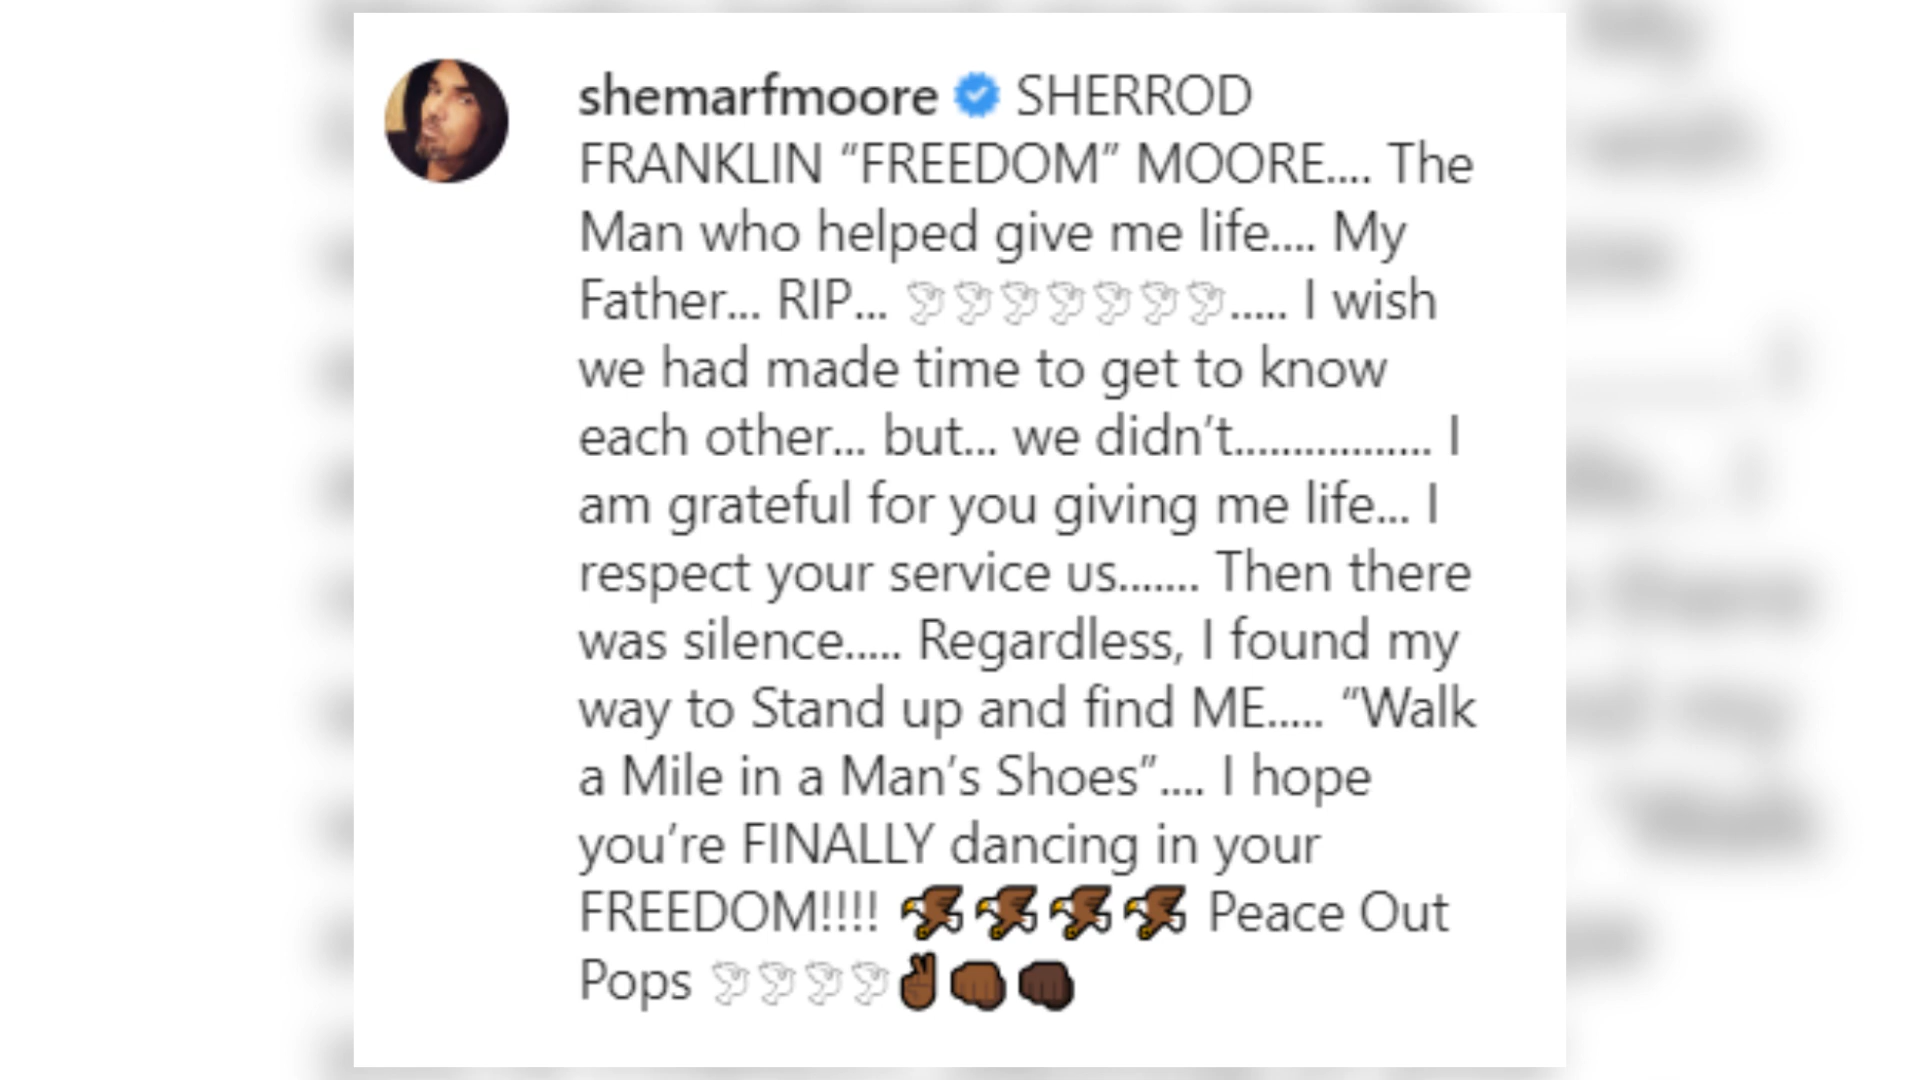 shemarfmoore SHERROD
FRANKLIN “FREEDOM” MOORE.... The
Man who helped give me life.... My
Father... RIP... 🕊🕊🕊🕊🕊🕊🕊..... I wish
we had made time to get to know
each other... but... we didn’t................. I
am grateful for you giving me life... I
respect your service us....... Then there
was silence..... Regardless, I found my
way to Stand up and find ME..... “Walk
a Mile in a Man’s Shoes”.... I hope
you’re FINALLY dancing in your
FREEDOM!!!! 🦅🦅🦅🦅 Peace Out
Pops 🕊🕊🕊🕊✌🏾👊🏾👊🏿